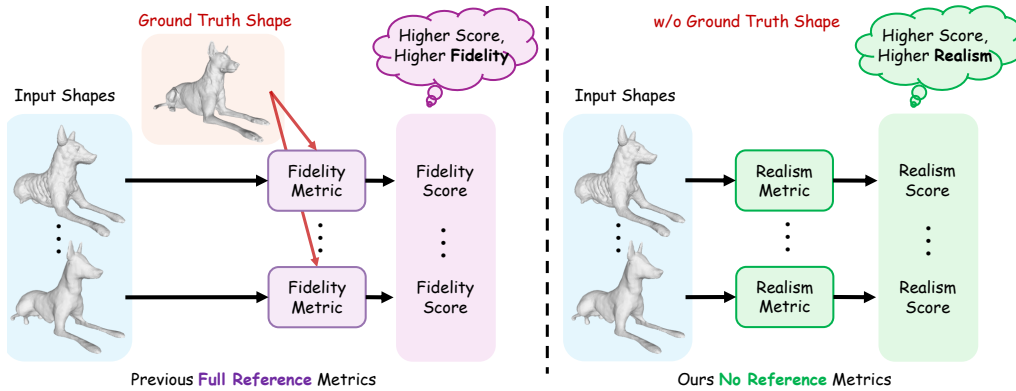 Ground Truth Shape
Higher Score,
Higher Fidelity
Input Shapes
Fidelity
Metric
Fidelity
Score
Fidelity
Metric
Fidelity
Score
Previous Full Reference Metrics
w/o Ground Truth Shape
Higher Score,
Higher Realism
Input Shapes
Realism
Metric
Realism
Score
Realism
Metric
Realism
Score
Ours No Reference Metrics